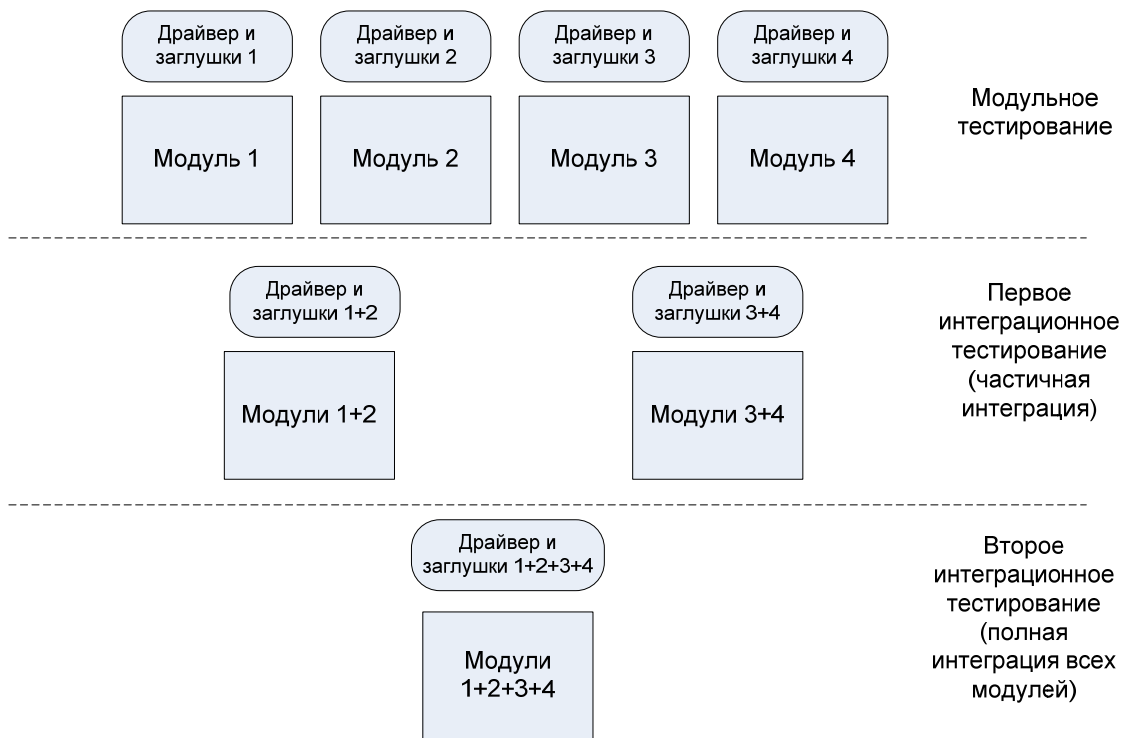 Драйвер и
заглушки 1
Драйвер и
заглушки 2
Драйвер и
заглушки 3
Драйвер и
заглушки 4
Модуль 1
Модуль 2
Модуль 3
Модуль 4
Модульное
тестирование
Драйвер и
заглушки 1+2
Драйвер и
заглушки 3+4
Модули 1+2
Модули 3+4
Первое
интеграционное
тестирование
(частичная
интеграция)
Драйвер и
заглушки 1+2+3+4
Модули
1+2+3+4
Второе
интеграционное
тестирование
(полная
интеграция всех
модулей)